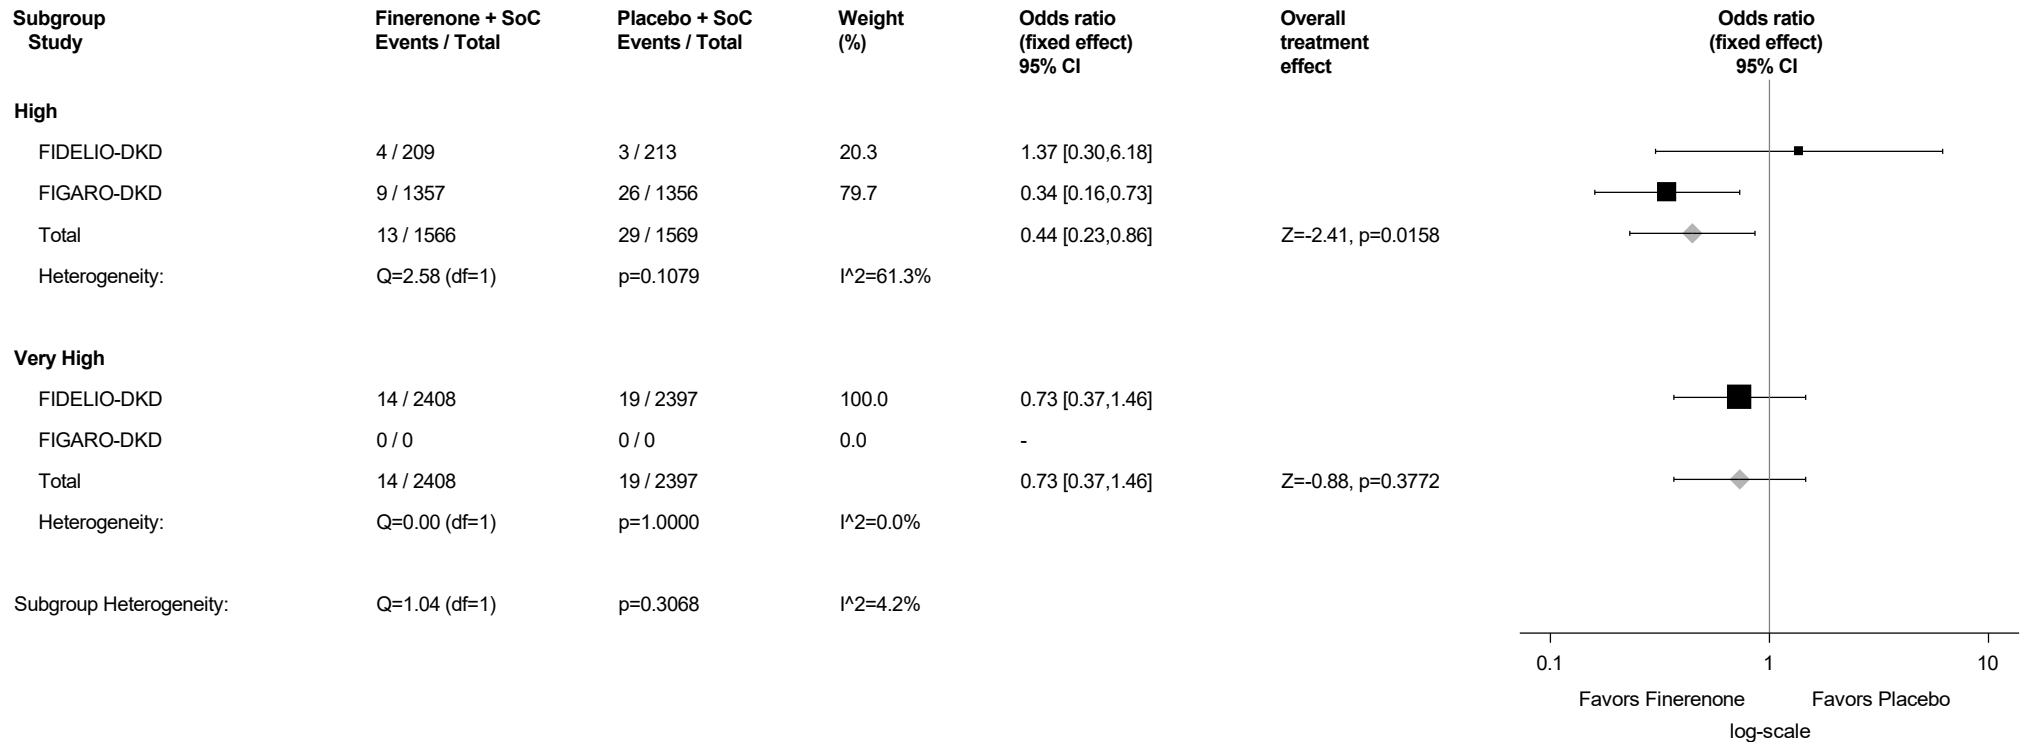 Subgroup Finerenone + SoC Placebo + SoC Weight Odds ratio Overall Odds ratio
Study Events / Total Events / Total (%) (fixed effect) treatment (fixed effect)
95% CI effect 95% CI
High
FIDELIO-DKD 4 / 209 3 / 213 20.3 1.37 [0.30,6.18]
FIGARO-DKD 9 / 1357 26 / 1356 79.7 0.34 [0.16,0.73]
Total 13 / 1566 29 / 1569 0.44 [0.23,0.86] Z=-2.41, p=0.0158
Heterogeneity: Q=2.58 (df=1) p=0.1079 I^2=61.3%
Very High
FIDELIO-DKD 14 / 2408 19 / 2397 100.0 0.73 [0.37,1.46]
FIGARO-DKD 0 / 0 0 / 0 0.0 -
Total 14 / 2408 19 / 2397 0.73 [0.37,1.46] Z=-0.88, p=0.3772
Heterogeneity: Q=0.00 (df=1) p=1.0000 I^2=0.0%
Subgroup Heterogeneity: Q=1.04 (df=1) p=0.3068 I^2=4.2%
0.1 1 10
Favors Finerenone Favors Placebo
log-scale